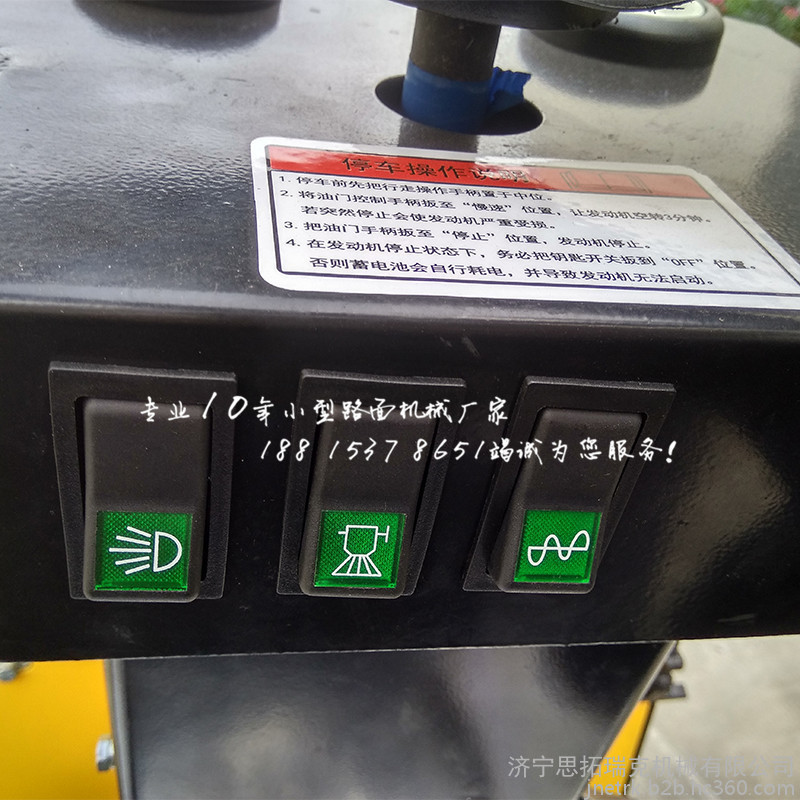 停车操作
1. 停车前先把行走操作手柄置于中位。
2. 将油门控制手柄扳至“慢速”位置，让发动机空转3分钟。
若突然停止会使发动机严重受损。
3. 把油门手柄扳至“停止”位置，发动机停止。
4. 在发动机停止状态下，务必把钥匙开关扳到“OFF”位置。
否则蓄电池会自行耗电，并导致发动机无法启动。
专业10年小型路面机械厂家
188 1537 8651竭诚为您服务!
济宁思拓瑞克机械有限公司